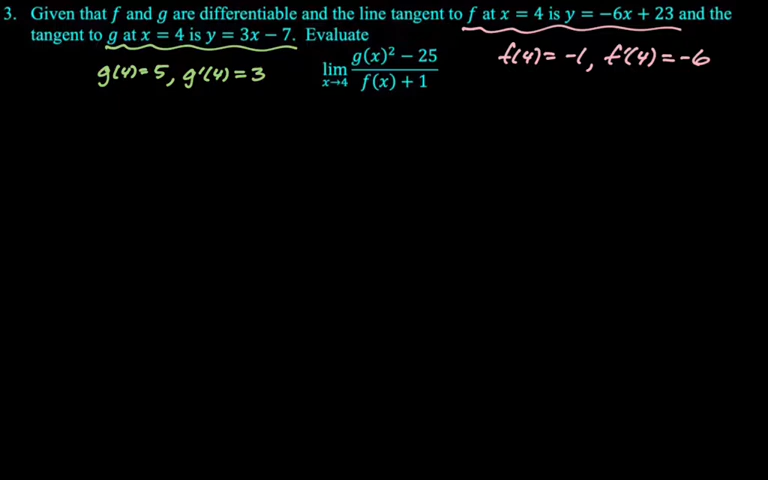 3. Given that f and g are differentiable and the line tangent to f at x = 4 is y = −6x + 23 and the
tangent to g at x = 4 is y = 3x − 7. Evaluate
g(4) = 5, g'(4) = 3
lim x→4 (g(x)² − 25)/(f(x) + 1)
f(4) = -1, f'(4) = -6